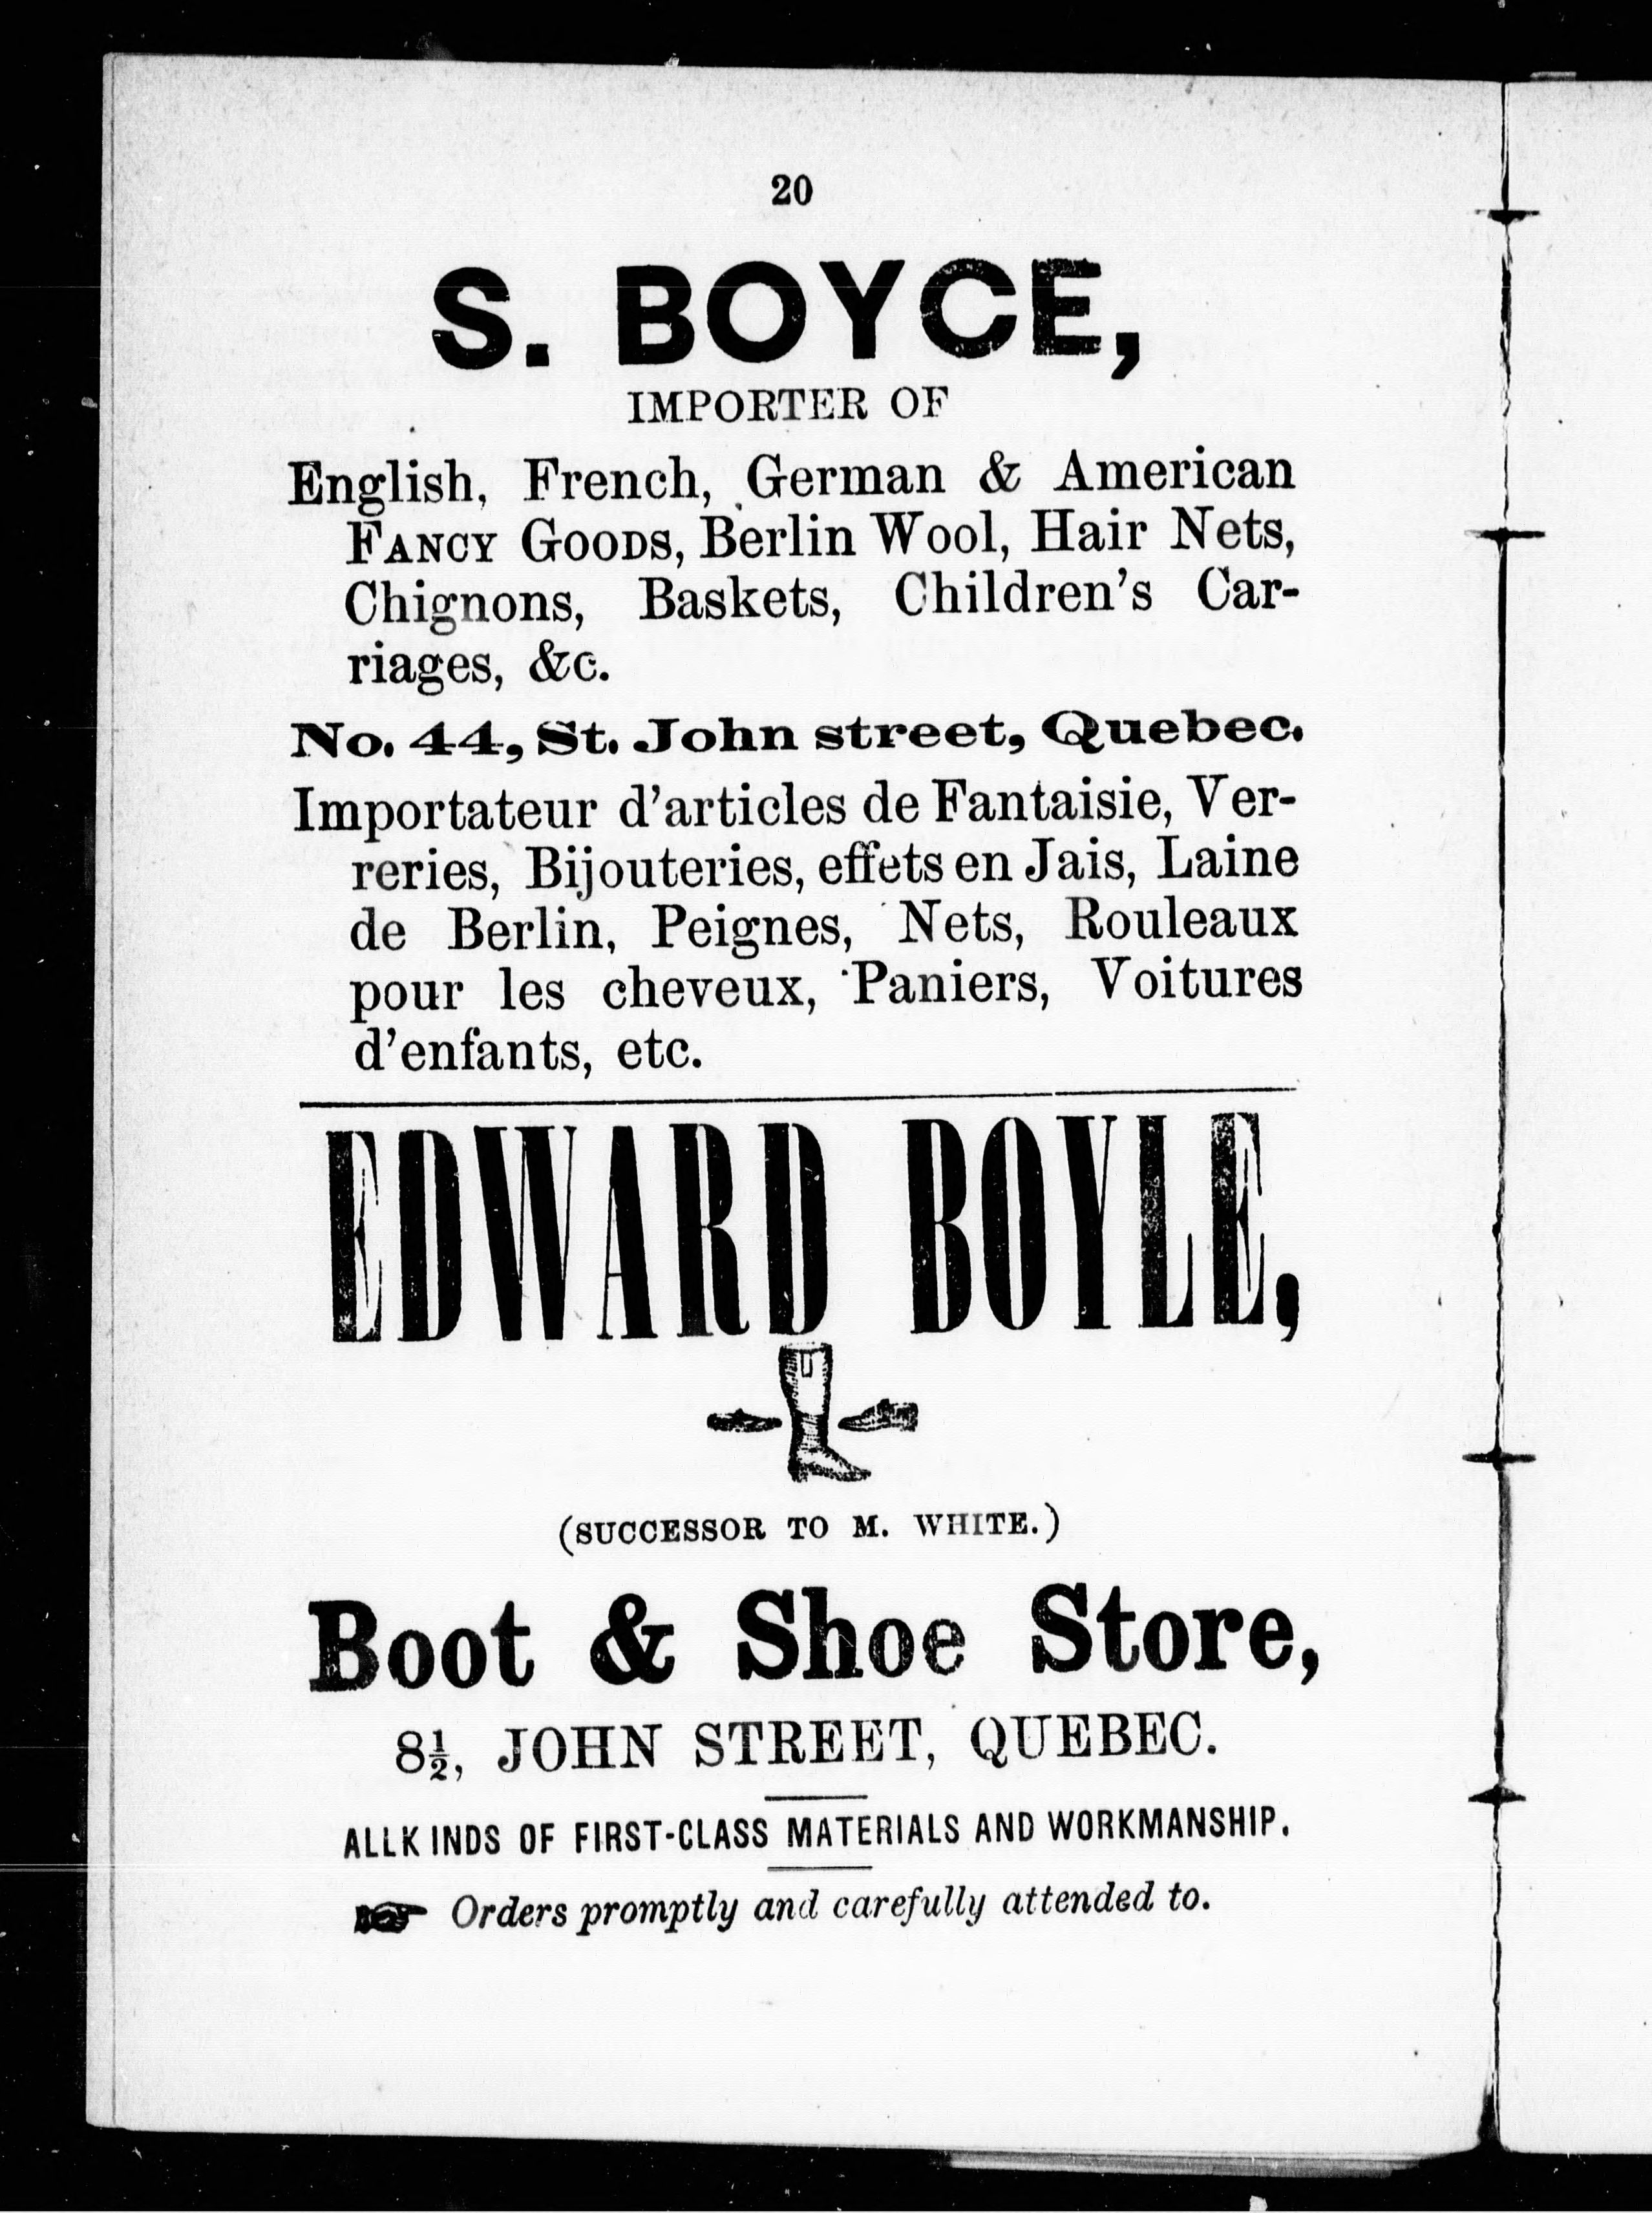 20
S. BOYCE,
IMPORTER OF
English, French, German & American
FANCY GOODS, Berlin Wool, Hair Nets,
Chignons, Baskets, Children's Car-
riages, &c.
No. 44, St. John street, Quebec.
Importateur d'articles de Fantaisie, Ver-
reries, Bijouteries, effets en Jais, Laine
de Berlin, Peignes, Nets, Rouleaux
pour les cheveux, Paniers, Voitures
d'enfants, etc.
EDWARD BOYLE,
(SUCCESSOR TO M. WHITE.)
Boot & Shoe Store,
8½, JOHN STREET, QUEBEC.
ALLK INDS OF FIRST-CLASS MATERIALS AND WORKMANSHIP.
☞ Orders promptly and carefully attended to.